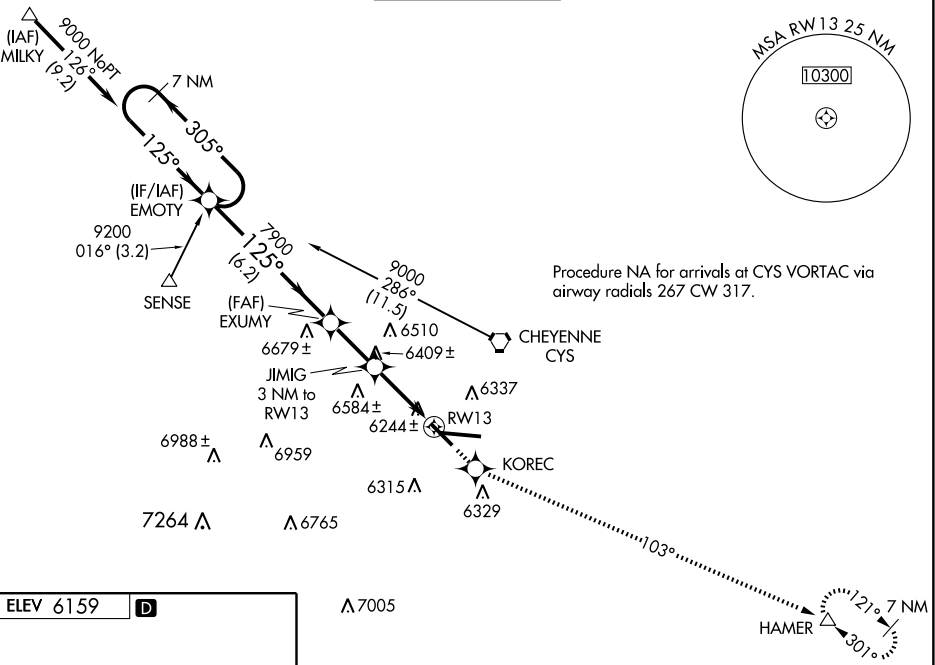 (IAF)
MILKY
9000 NoPT
126°
(9.2)
7 NM
305°
125°
(IF/IAF)
EMOTY
9200
016° (3.2)
SENSE
7900
125°
(6.2)
9000
286°
(11.5)
(FAF)
EXUMY
6679±
6510
6409±
CHEYENNE
CYS
JIMIG
3 NM to
RW13
6584±
6337
6244±
RW13
6988±
6959
KOREC
6315
6329
7264
6765
103°
7005
HAMER
121°
7 NM
301°
MSA RW13 25 NM
10300
Procedure NA for arrivals at CYS VORTAC via
airway radials 267 CW 317.
ELEV 6159
D